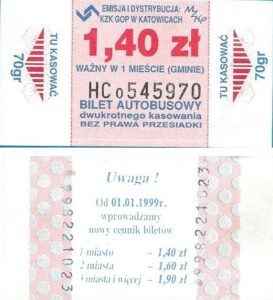 EMISJA I DYSTRYBUCJA:
KZK GOP W KATOWICACH
1,40 zł
WAŻNY W 1 MIEŚCIE (GMINIE)
HCo545970
BILET AUTOBUSOWY
dwukrotnego kasowania
BEZ PRAWA PRZESIADKI
TU KASOWAĆ
70gr
TU KASOWAĆ
70gr
Uwaga !
Od 01.01.1999r.
wprowadzamy
nowy cennik biletów
1 miasto - 1,40 zł
2 miasta - 1,60 zł
3 miasta i więcej - 1,90 zł
998221023
998221023